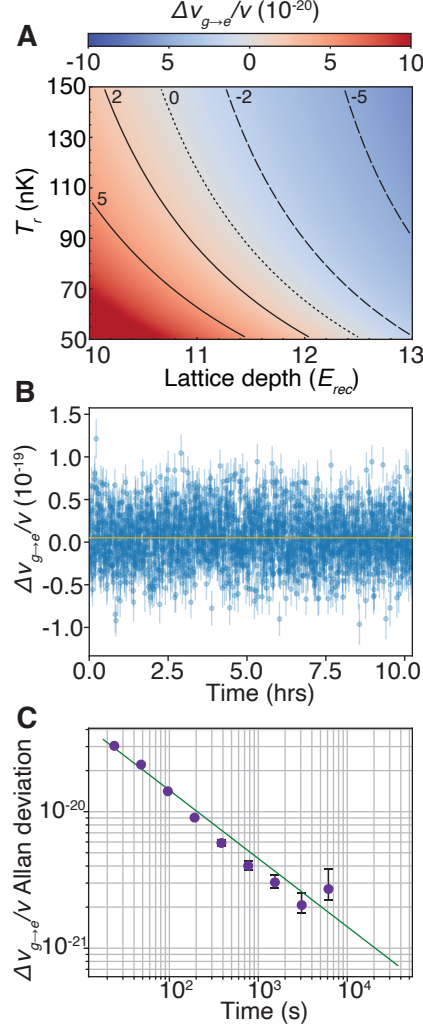 Δν_{g→e}/ν (10^{-20})
A
-10 5 0 5 10
150
130
110
90
70
50
T_r (nK)
2 0 -2 -5
5
10 11 12 13
Lattice depth (E_{rec})
B
1.5
1.0
0.5
0.0
-0.5
-1.0
Δν_{g→e}/ν (10^{-19})
0.0 2.5 5.0 7.5 10.0
Time (hrs)
C
10^{-20}
10^{-21}
Δν_{g→e}/ν Allan deviation
10^2 10^3 10^4
Time (s)